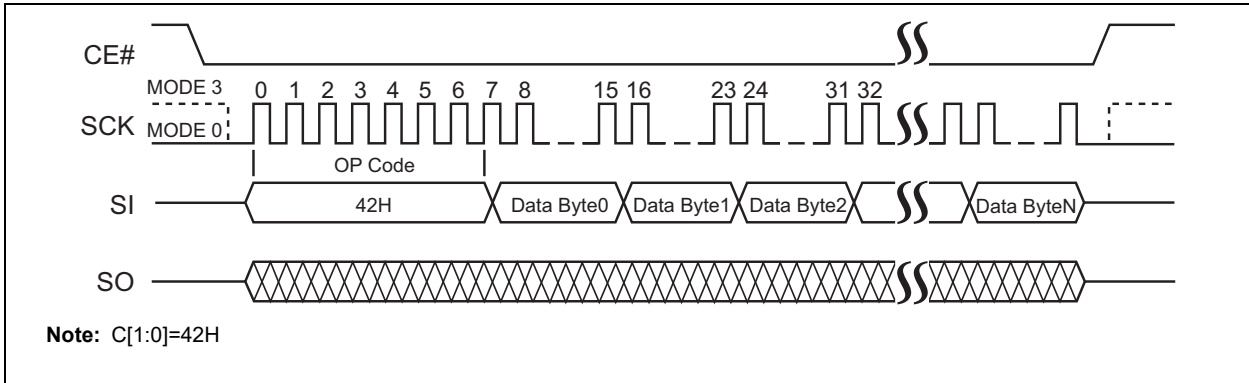 CE#
MODE 3
0 1 2 3 4 5 6 7 8 15 16 23 24 31 32
SCK
MODE 0
OP Code
SI
42H
Data Byte0
Data Byte1
Data Byte2
Data ByteN
SO
Note: C[1:0]=42H